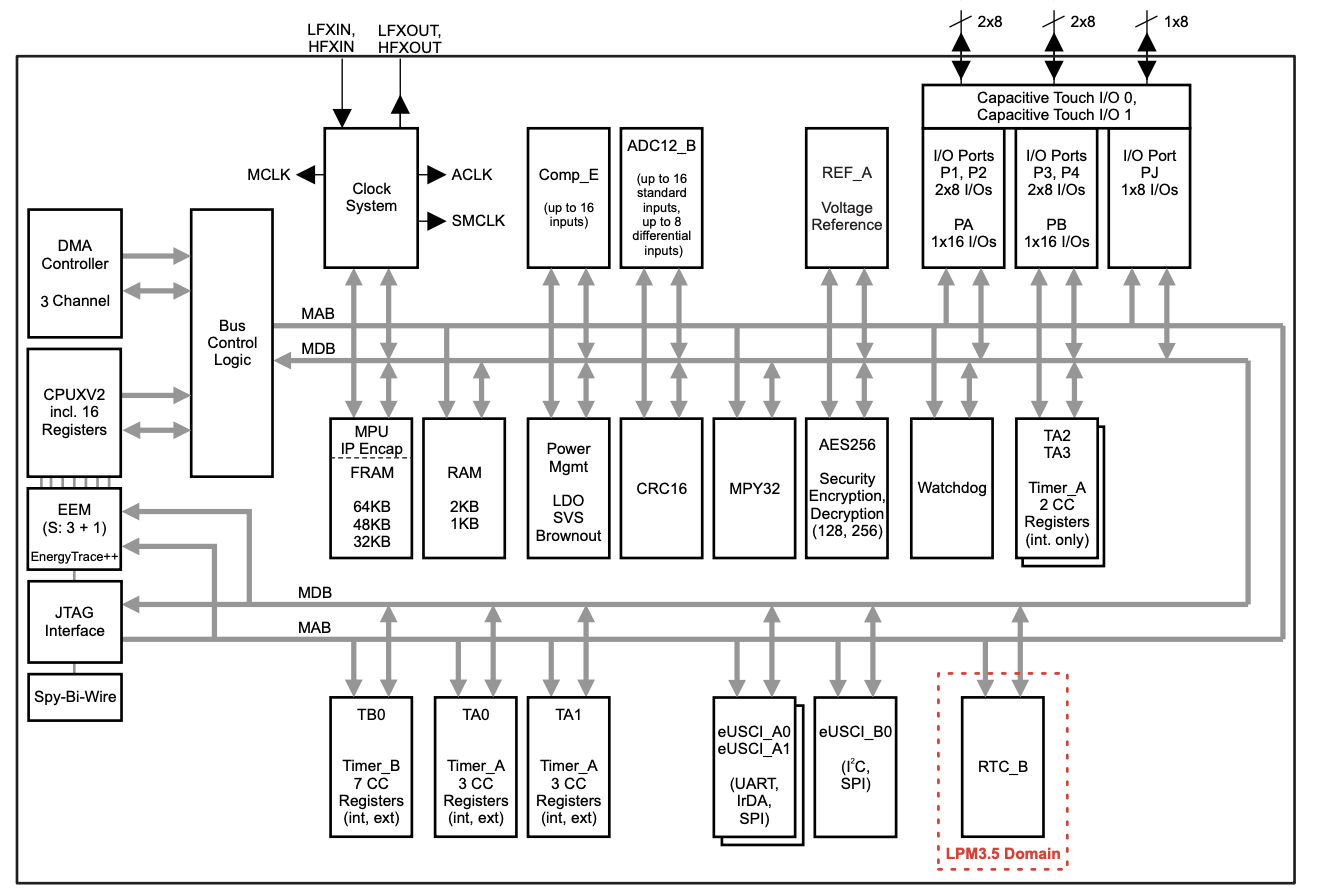 LFXIN,
HFXIN
LFXOUT,
HFXOUT
2x8
2x8
1x8
Capacitive Touch I/O 0,
Capacitive Touch I/O 1
MCLK
Clock
System
ACLK
SMCLK
Comp_E
(up to 16
inputs)
ADC12_B
(up to 16
standard
inputs,
up to 8
differential
inputs)
REF_A
Voltage
Reference
I/O Ports
P1, P2
2x8 I/Os
PA
1x16 I/Os
I/O Ports
P3, P4
2x8 I/Os
PB
1x16 I/Os
I/O Port
PJ
1x8 I/Os
DMA
Controller
3 Channel
Bus
Control
Logic
MAB
MDB
CPUXV2
incl. 16
Registers
MPU
IP Encap
FRAM
64KB
48KB
32KB
RAM
2KB
1KB
Power
Mgmt
LDO
SVS
Brownout
CRC16
MPY32
AES256
Security
Encryption,
Decryption
(128, 256)
Watchdog
TA2
TA3
Timer_A
2 CC
Registers
(int. only)
EEM
(S: 3 + 1)
EnergyTrace++
MDB
JTAG
Interface
MAB
Spy-Bi-Wire
TB0
Timer_B
7 CC
Registers
(int, ext)
TA0
Timer_A
3 CC
Registers
(int, ext)
TA1
Timer_A
3 CC
Registers
(int, ext)
eUSCI_A0
eUSCI_A1
(UART,
IrDA,
SPI)
eUSCI_B0
(I²C,
SPI)
RTC_B
LPM3.5 Domain